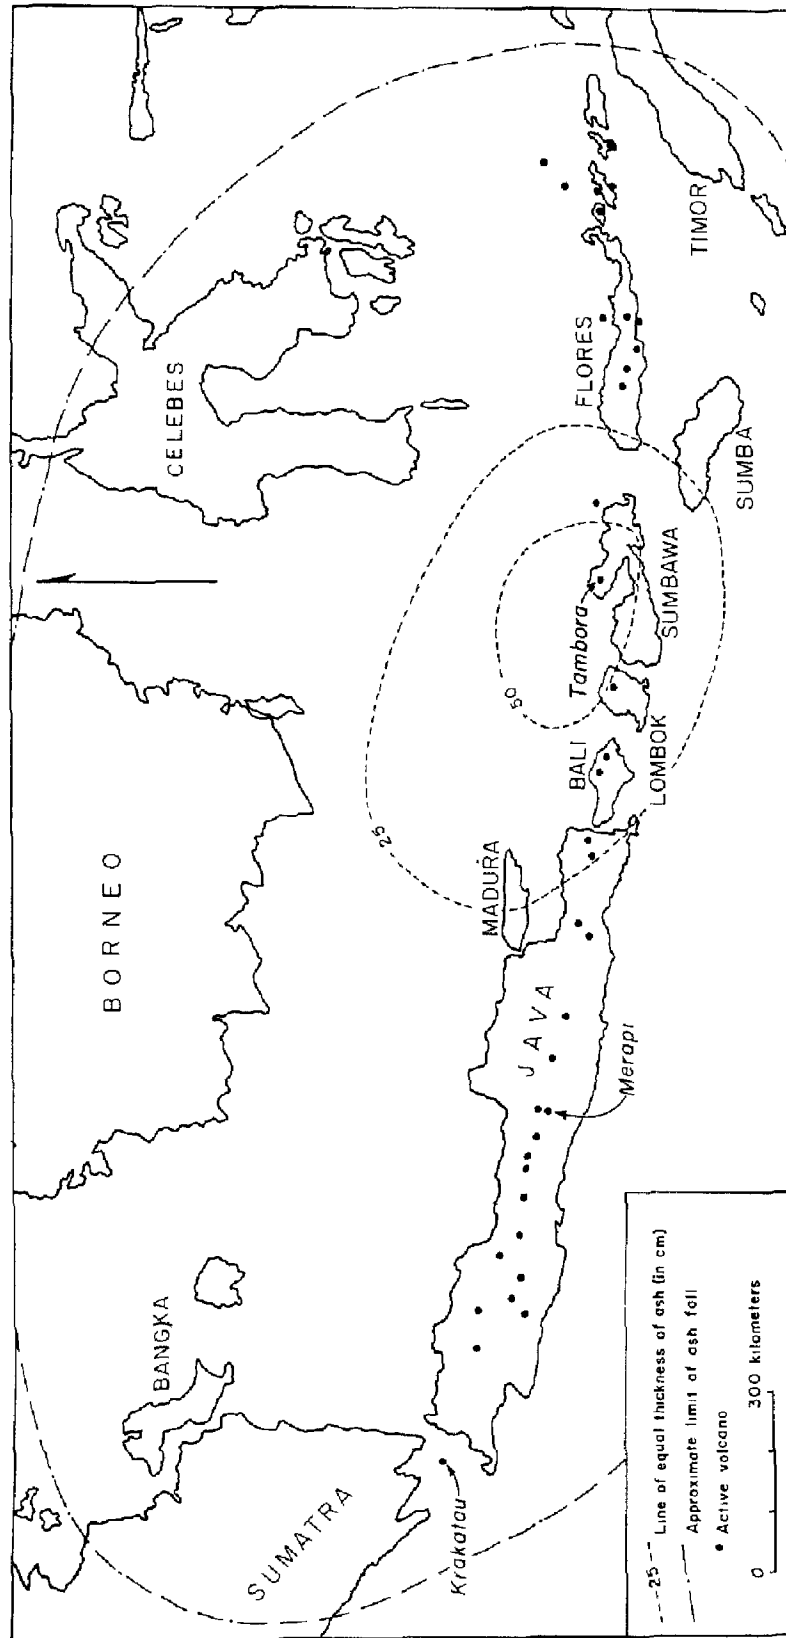 BORNEO
CELEBES
BANGKA
SUMATRA
Krakatau
MADURA
JAVA
Merapi
BALI
LOMBOK
Tambora
SUMBAWA
FLORES
SUMBA
TIMOR
25
50
---25-- Line of equal thickness of ash (in cm)
Approximate limit of ash fall
Active volcano
0 300 kilometers